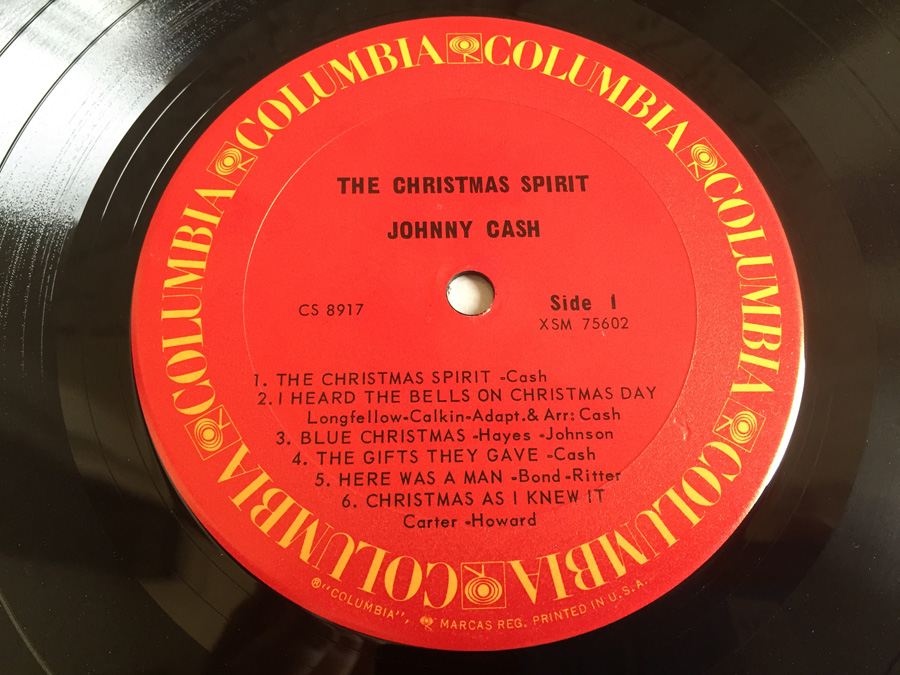 COLUMBIA COLUMBIA COLUMBIA COLUMBIA COLUMBIA COLUMBIA
THE CHRISTMAS SPIRIT
JOHNNY CASH
CS 8917
Side 1
XSM 75602
1. THE CHRISTMAS SPIRIT -Cash
2. I HEARD THE BELLS ON CHRISTMAS DAY
Longfellow-Calkin-Adapt.& Arr: Cash
3. BLUE CHRISTMAS -Hayes -Johnson
4. THE GIFTS THEY GAVE -Cash
5. HERE WAS A MAN -Bond -Ritter
6. CHRISTMAS AS I KNEW IT
Carter -Howard
®"COLUMBIA", MARCAS REG. PRINTED IN U.S.A.